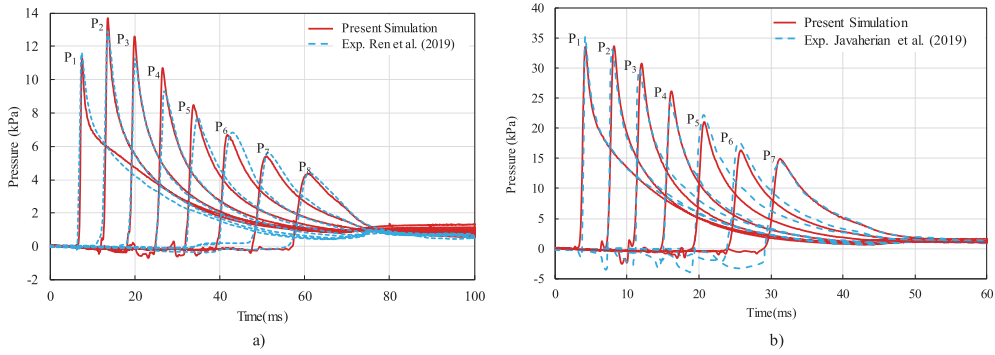 14
12
10
8
6
4
2
0
-2
Pressure (kPa)
Present Simulation
Exp. Ren et al. (2019)
P1
P2
P3
P4
P5
P6
P7
P8
0 20 40 60 80 100
Time(ms)
a)
40
35
30
25
20
15
10
5
0
-5
Pressure (kPa)
Present Simulation
Exp. Javaherian et al. (2019)
P1
P2
P3
P4
P5
P6
P7
0 10 20 30 40 50 60
Time(ms)
b)